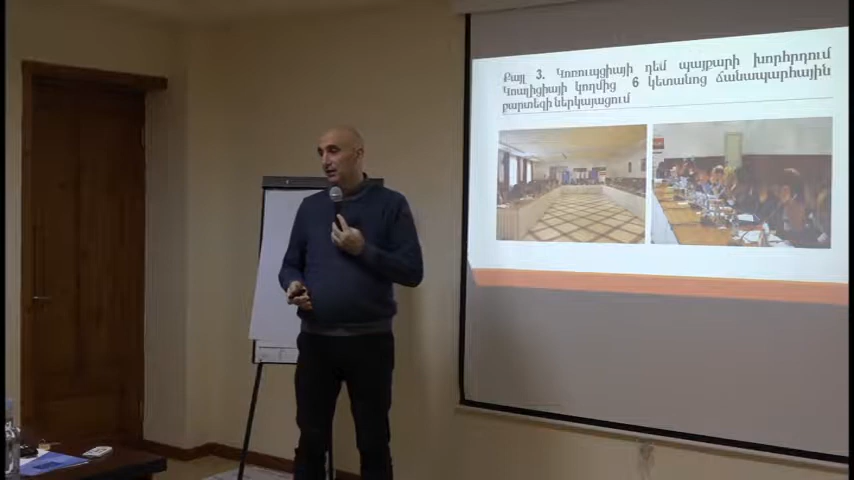 Քայլ 3. Կոռուպցիայի դեմ պայքարի խորհրդում
Կոալիցիայի կողմից 6 կետանոց ճանապարհային
քարտեզի ներկայացում